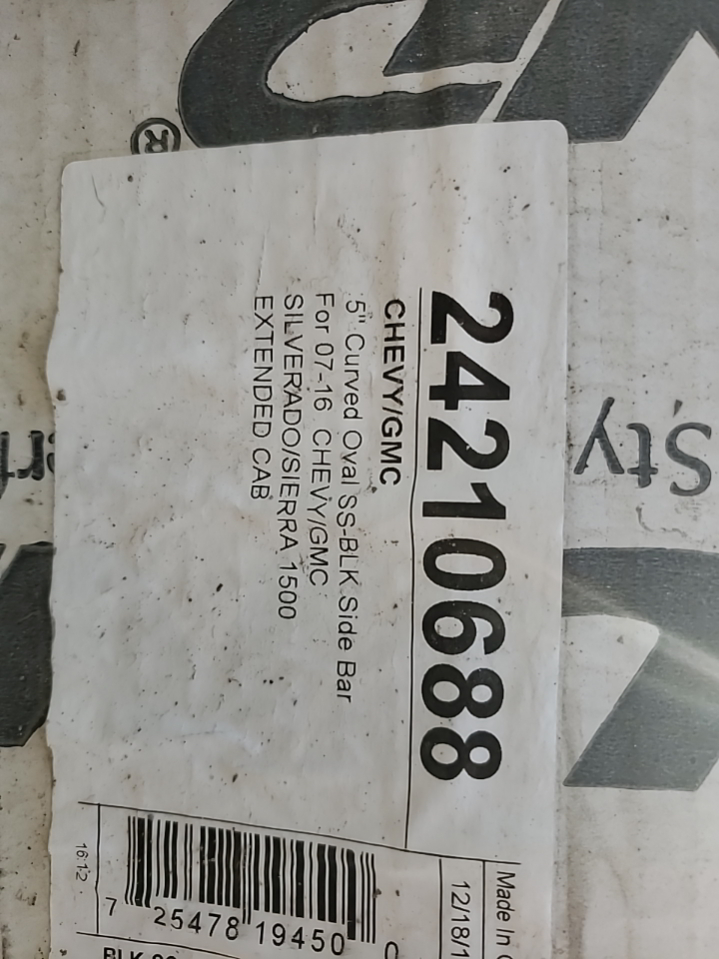 ®
24210688
CHEVY/GMC
5" Curved Oval SS-BLK Side Bar
For 07-16 CHEVY/GMC
SILVERADO/SIERRA 1500
EXTENDED CAB
Made In
12/18/1
7 25478 19450
16:12
Sty